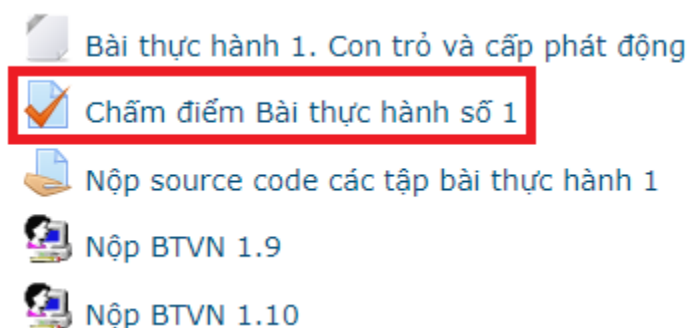 Bài thực hành 1. Con trỏ và cấp phát động
Chấm điểm Bài thực hành số 1
Nộp source code các tập bài thực hành 1
Nộp BTVN 1.9
Nộp BTVN 1.10